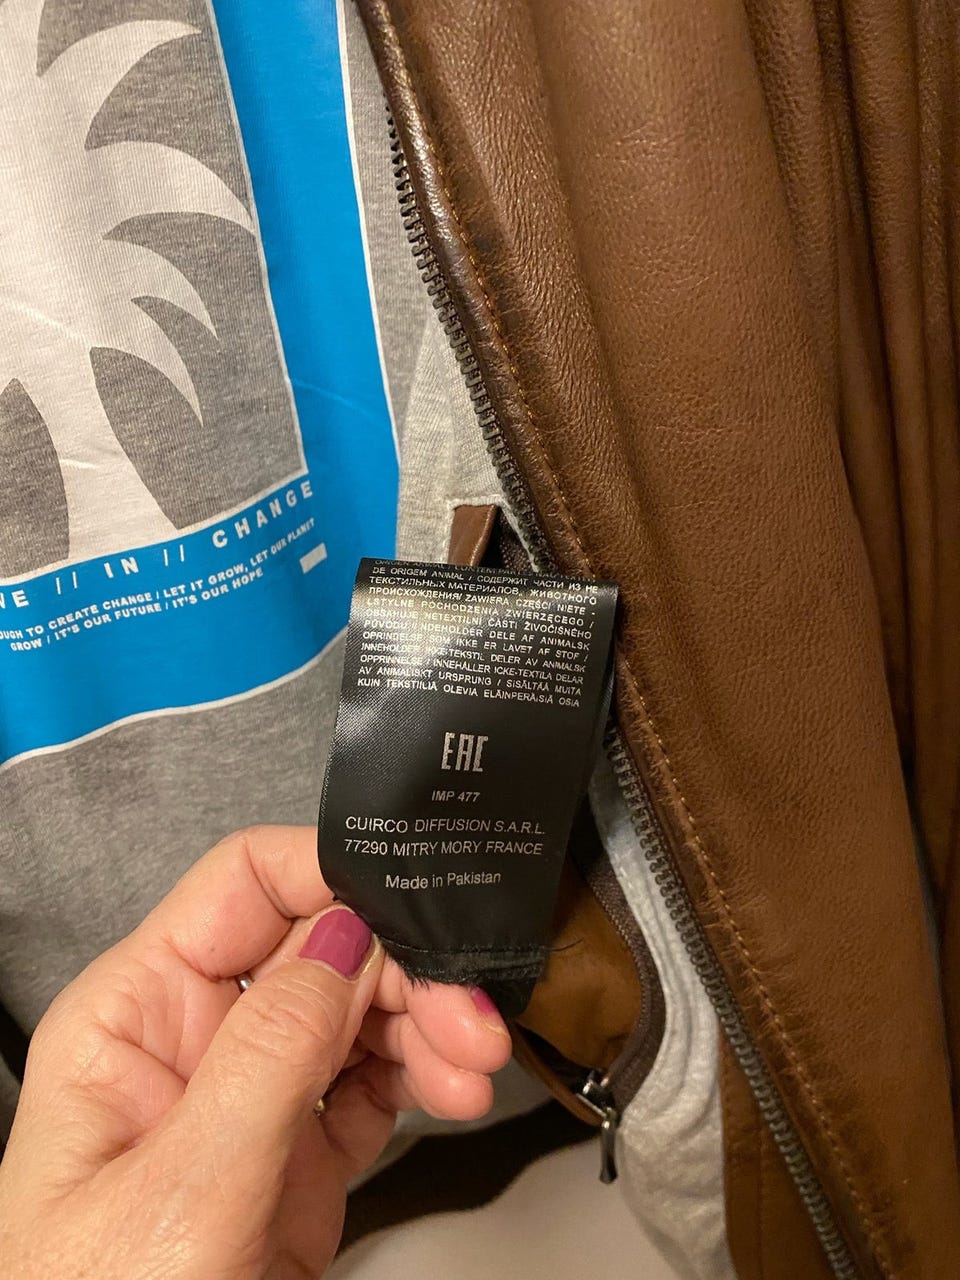 IN // CHANGE
TO CREATE CHANGE / LET IT GROW, LET OUR PLANET
GROW / IT'S OUR FUTURE / IT'S OUR HOPE
DE ORIGEM ANIMAL / СОДЕРЖИТ ЧАСТИ ИЗ НЕ
ТЕКСТИЛЬНЫХ МАТЕРИАЛОВ, ЖИВОТНОГО
ПРОИСХОЖДЕНИЯ/ ZAWIERA CZĘŚCI NIETE -
LSTYLNE POCHODZENIA ZWIERZĘCEGO /
OBSAHUJE NETEXTILNÍ ČÁSTI ŽIVOČIŠNÉHO
PŮVODU / INDEHOLDER DELE AF ANIMALSK
OPRINDELSE SOM IKKE ER LAVET AF STOF /
INNEHOLDER IKKE-TEKSTIL DELER AV ANIMALSK
OPPRINNELSE / INNEHÅLLER ICKE-TEXTILA DELAR
AV ANIMALISKT URSPRUNG / SISÄLTÄÄ MUITA
KUIN TEKSTIILIA OLEVIA ELÄINPERÄISIÄ OSIA
EAC
IMP 477
CUIRCO DIFFUSION S.A.R.L.
77290 MITRY MORY FRANCE
Made in Pakistan